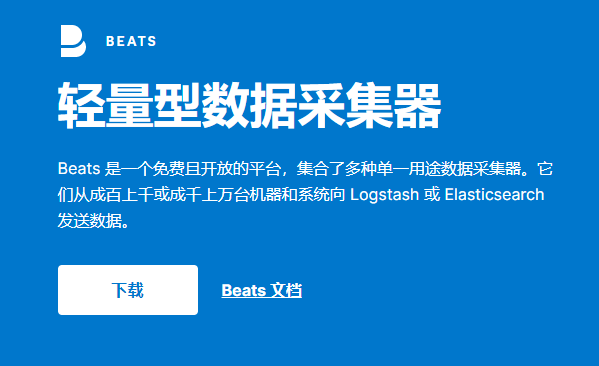 BEATS
轻量型数据采集器
Beats 是一个免费且开放的平台，集合了多种单一用途数据采集器。它
们从成百上千或成千上万台机器和系统向 Logstash 或 Elasticsearch
发送数据。
下载
Beats 文档